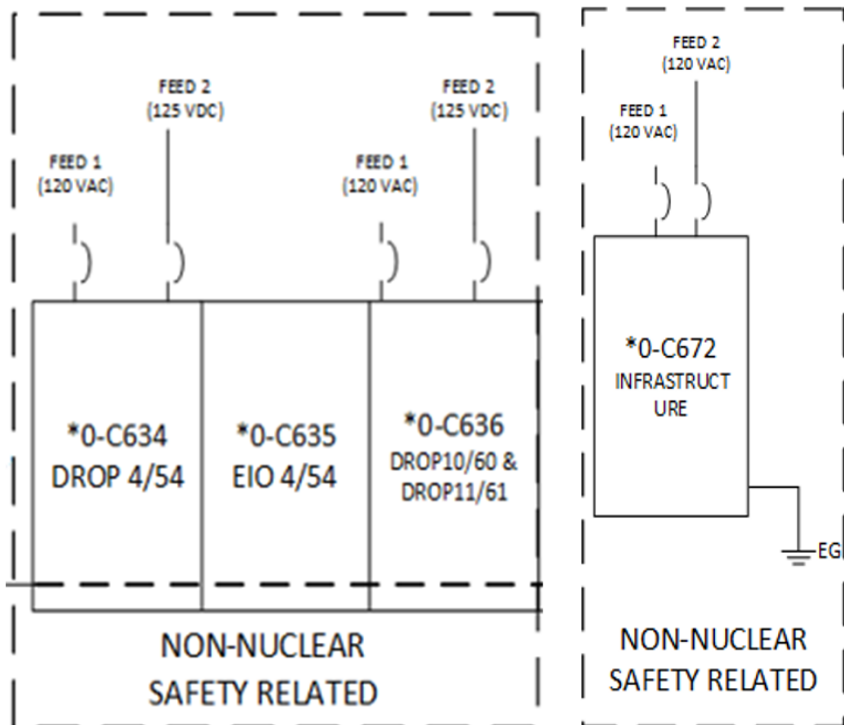 FEED 2
(125 VDC)
FEED 1
(120 VAC)
FEED 2
(125 VDC)
FEED 1
(120 VAC)
*0-C634
DROP 4/54
*0-C635
EIO 4/54
*0-C636
DROP10/60 &
DROP11/61
NON-NUCLEAR
SAFETY RELATED
FEED 2
(120 VAC)
FEED 1
(120 VAC)
*0-C672
INFRASTRUCT
URE
EG
NON-NUCLEAR
SAFETY RELATED